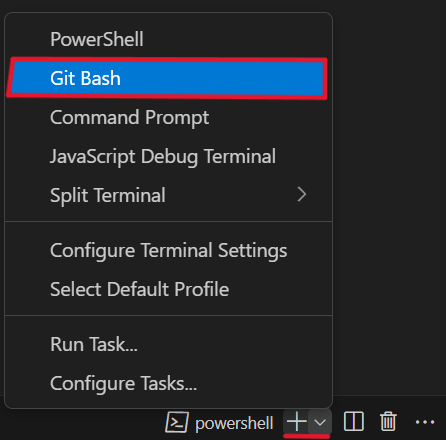 PowerShell
Git Bash
Command Prompt
JavaScript Debug Terminal
Split Terminal
Configure Terminal Settings
Select Default Profile
Run Task...
Configure Tasks...
powershell